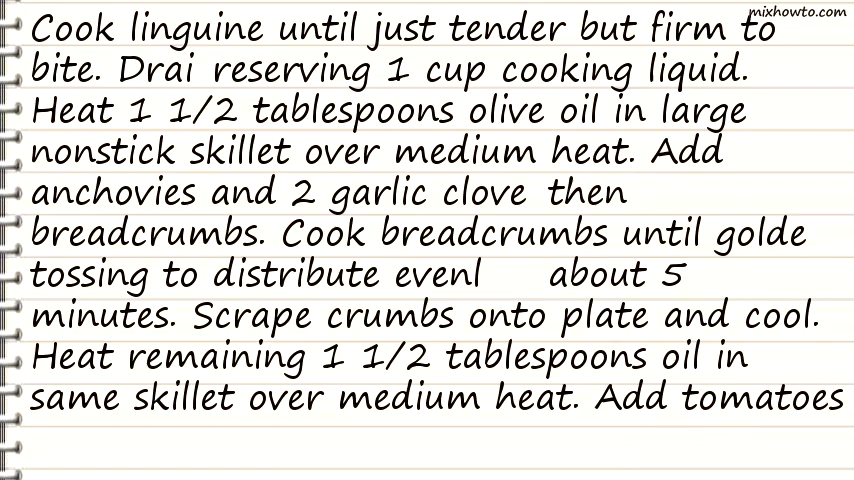 mixhowto.com
Cook linguine until just tender but firm to
bite. Drai reserving 1 cup cooking liquid.
Heat 1 1/2 tablespoons olive oil in large
nonstick skillet over medium heat. Add
anchovies and 2 garlic clove then
breadcrumbs. Cook breadcrumbs until golde
tossing to distribute evenl about 5
minutes. Scrape crumbs onto plate and cool.
Heat remaining 1 1/2 tablespoons oil in
same skillet over medium heat. Add tomatoes